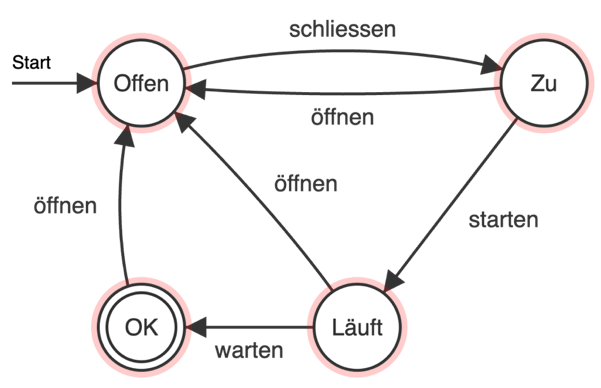 schliessen
Start
Offen
Zu
öffnen
öffnen
öffnen
starten
OK
Läuft
warten